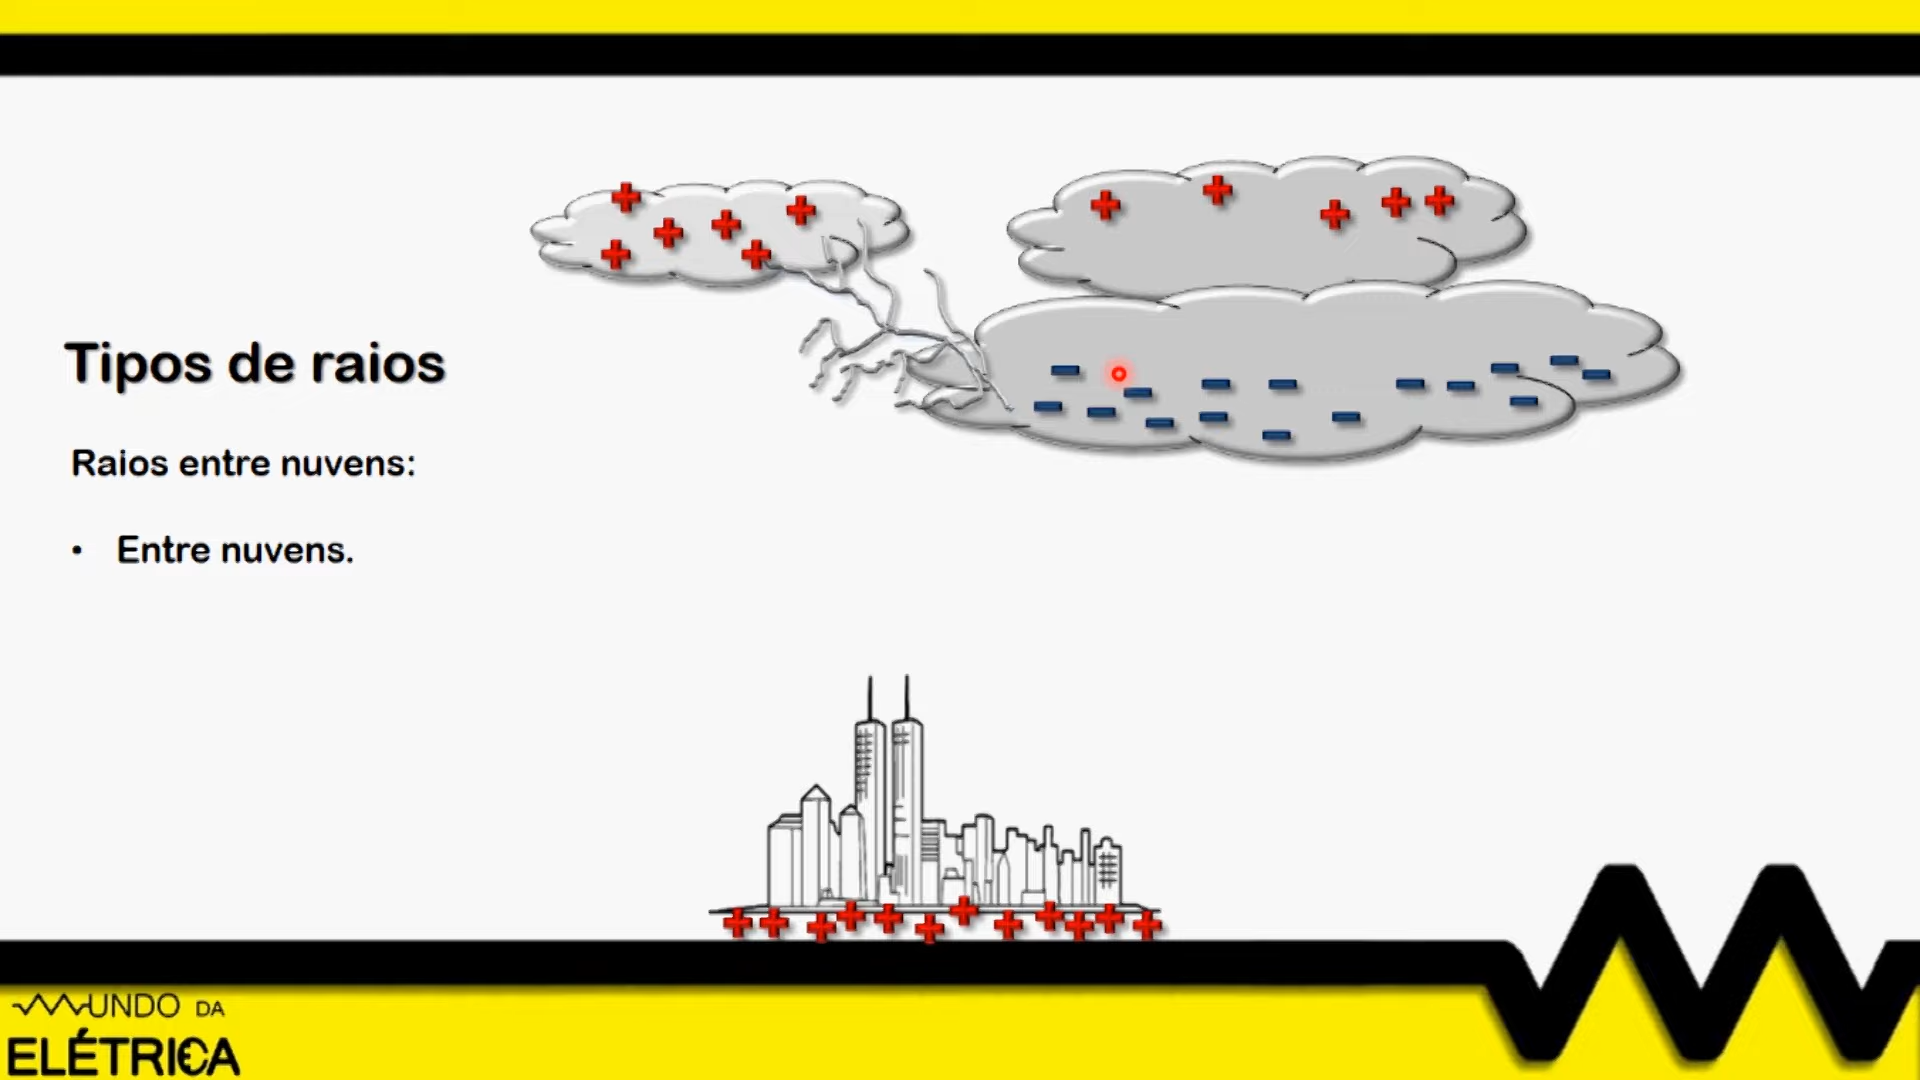 Tipos de raios
Raios entre nuvens:
• Entre nuvens.
MUNDO DA
ELÉTRICA